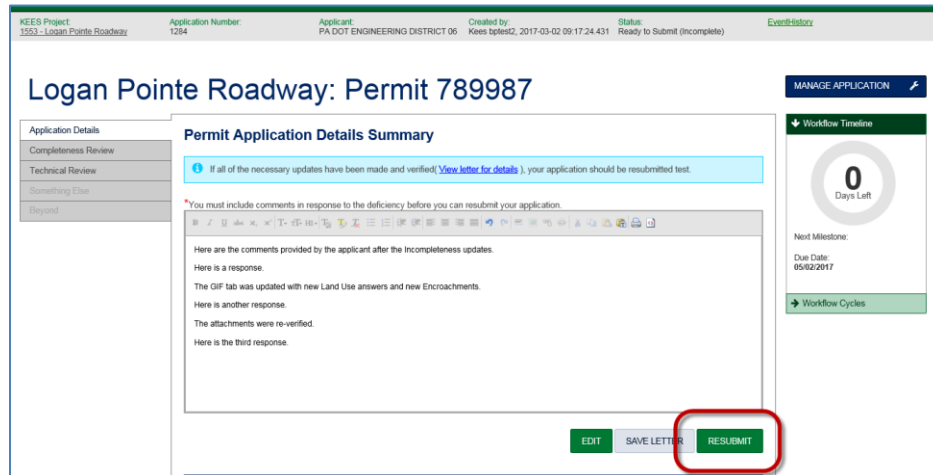 KEES Project: Application Number: Applicant: Created by: Status: EventHistory
1553 - Logan Pointe Roadway 1284 PA DOT ENGINEERING DISTRICT 06 Kees bptest2, 2017-03-02 09:17:24.431 Ready to Submit (Incomplete)
Logan Pointe Roadway: Permit 789987
MANAGE APPLICATION
Application Details
Completeness Review
Technical Review
Something Else
Beyond
Permit Application Details Summary
If all of the necessary updates have been made and verified( View letter for details ), your application should be resubmitted test.
*You must include comments in response to the deficiency before you can resubmit your application.
Here are the comments provided by the applicant after the Incompleteness updates.
Here is a response.
The GIF tab was updated with new Land Use answers and new Encroachments.
Here is another response.
The attachments were re-verified.
Here is the third response.
EDIT SAVE LETTER RESUBMIT
Workflow Timeline
0
Days Left
Next Milestone:
Due Date:
05/02/2017
Workflow Cycles